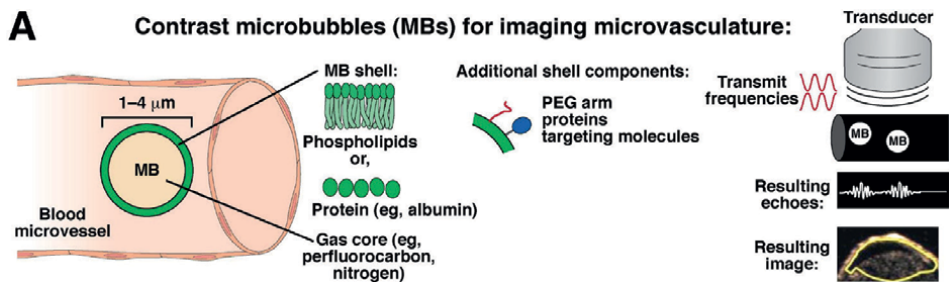 A
Contrast microbubbles (MBs) for imaging microvasculature:
1–4 μm
MB
Blood
microvessel
MB shell:
Phospholipids
or,
Protein (eg, albumin)
Gas core (eg,
perfluorocarbon,
nitrogen)
Additional shell components:
PEG arm
proteins
targeting molecules
Transducer
Transmit
frequencies
MB
MB
Resulting
echoes:
Resulting
image: